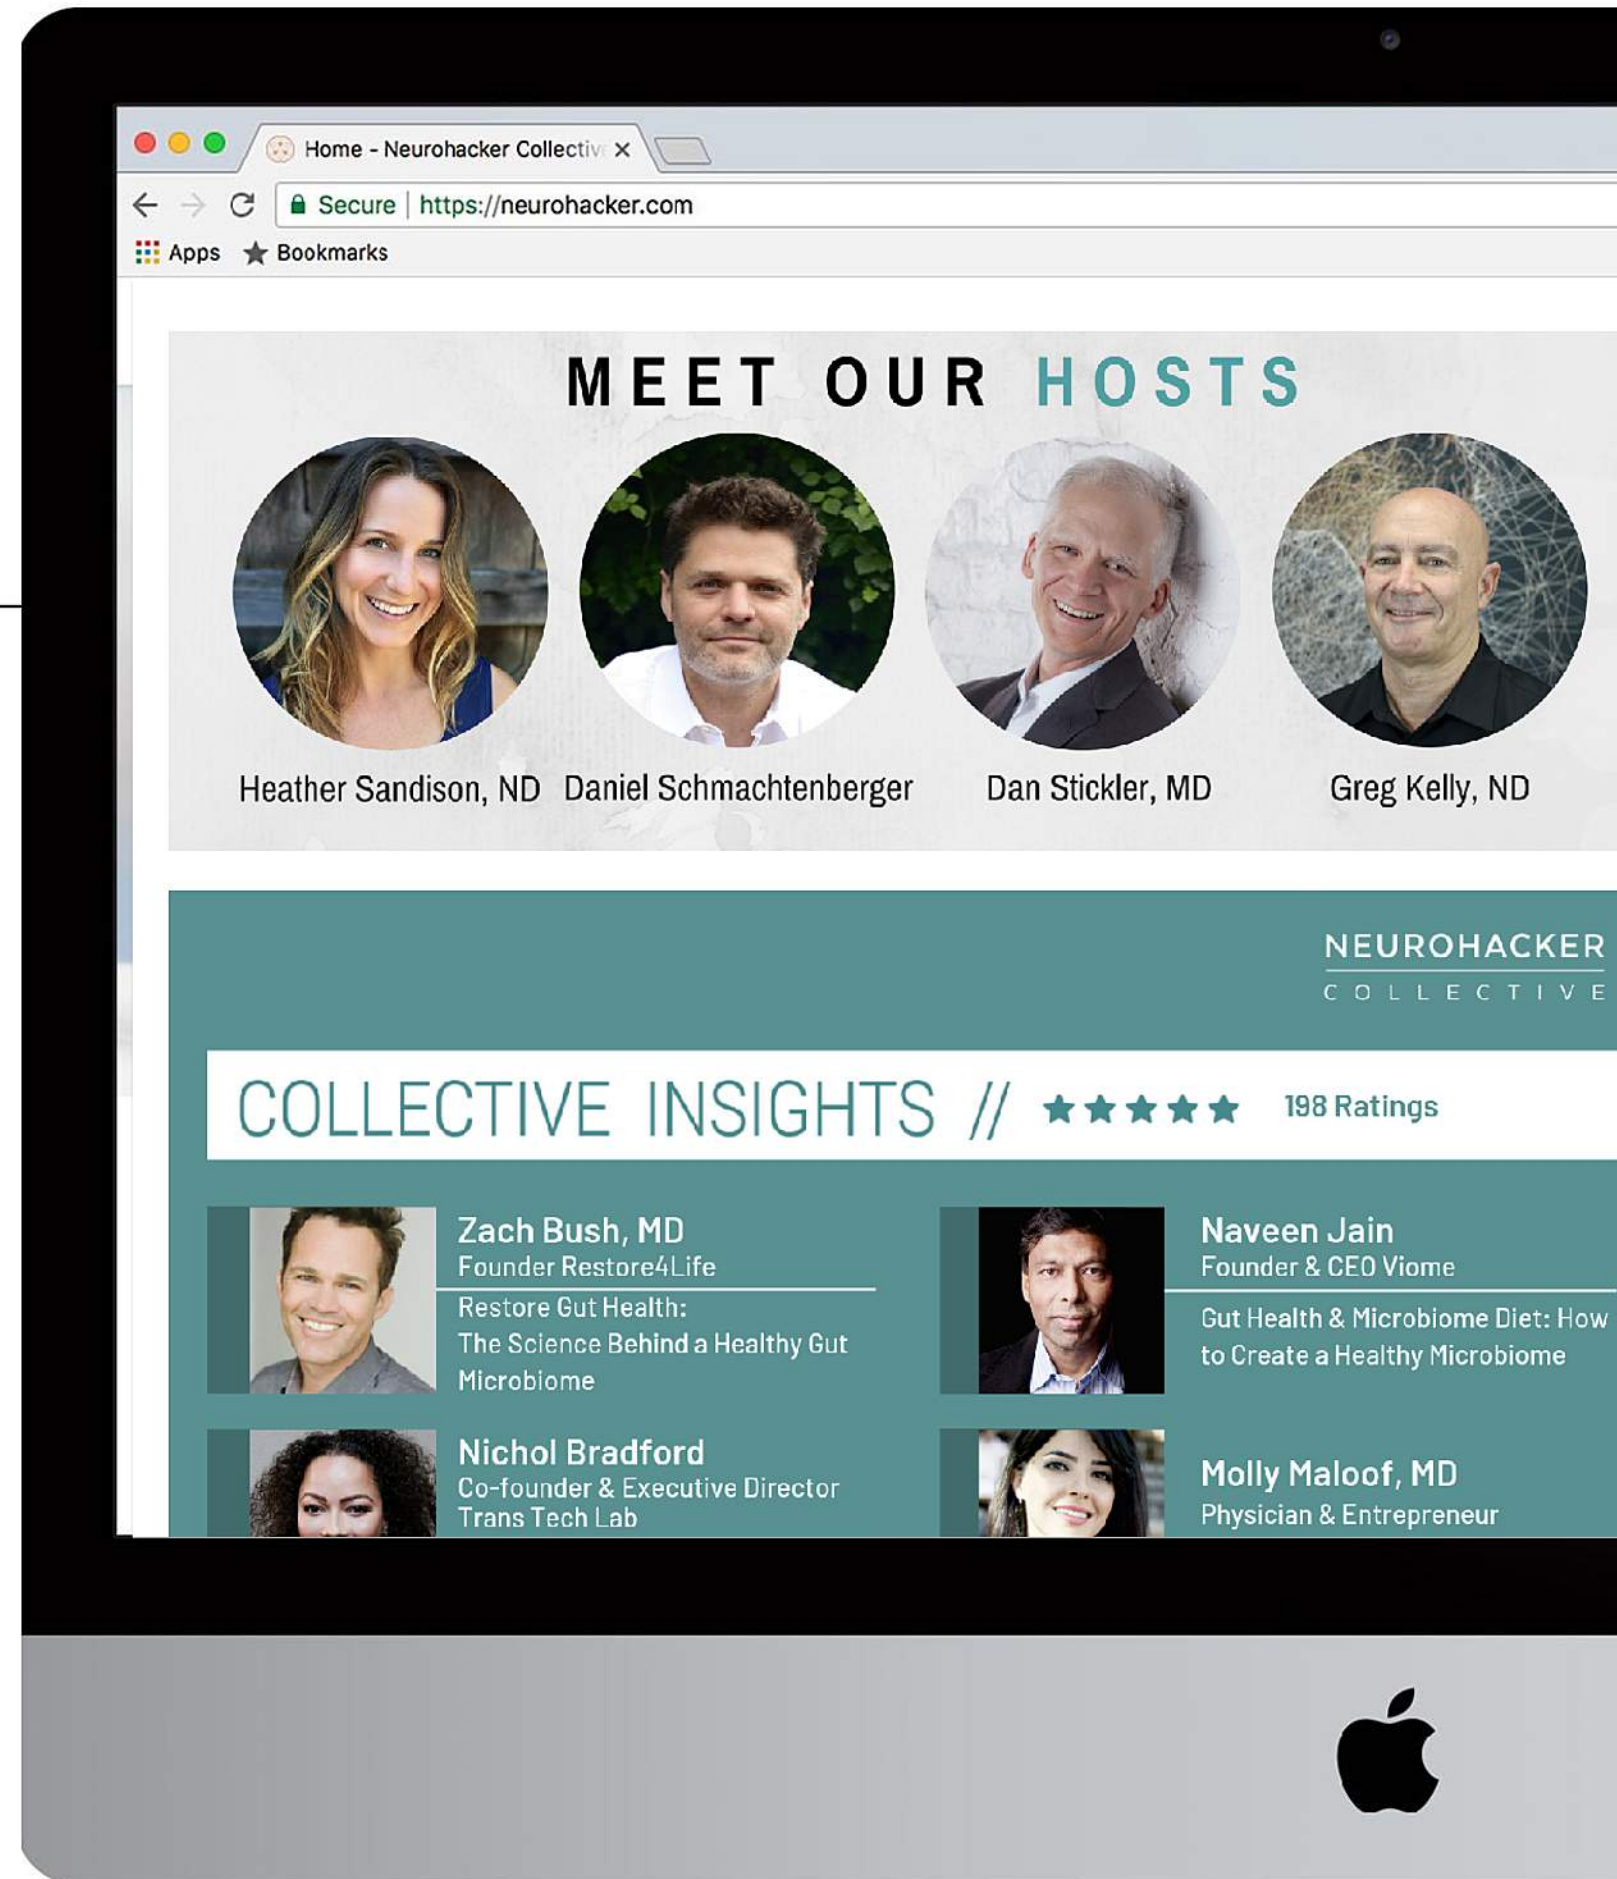 Home - Neurohacker Collectiv
Secure | https://neurohacker.com
Apps Bookmarks
MEET OUR HOSTS
Heather Sandison, ND Daniel Schmachtenberger Dan Stickler, MD Greg Kelly, ND
NEUROHACKER
COLLECTIVE
COLLECTIVE INSIGHTS // 198 Ratings
Zach Bush, MD
Founder Restore4Life
Restore Gut Health:
The Science Behind a Healthy Gut
Microbiome
Naveen Jain
Founder & CEO Viome
Gut Health & Microbiome Diet: How
to Create a Healthy Microbiome
Nichol Bradford
Co-founder & Executive Director
Trans Tech Lab
Molly Maloof, MD
Physician & Entrepreneur